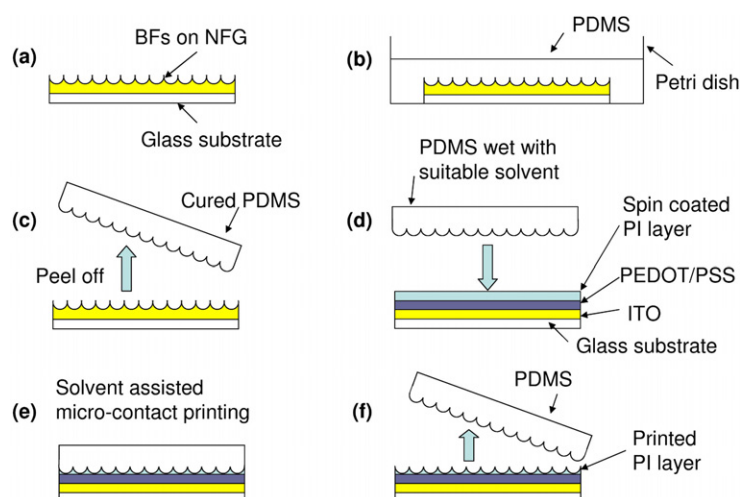 (a)
BFs on NFG
Glass substrate
(b)
PDMS
Petri dish
(c)
Cured PDMS
Peel off
PDMS wet with
suitable solvent
(d)
Spin coated
PI layer
PEDOT/PSS
ITO
Glass substrate
Solvent assisted
micro-contact printing
(e)
(f)
PDMS
Printed
PI layer